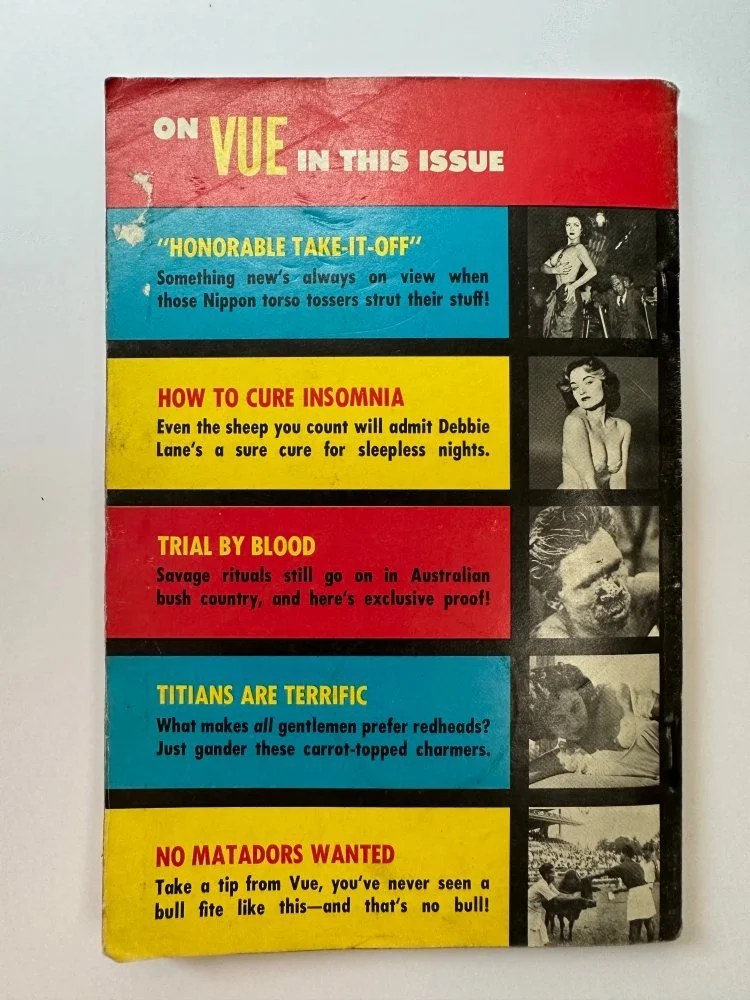 ON VUE IN THIS ISSUE
"HONORABLE TAKE-IT-OFF"
Something new's always on view when
those Nippon torso tossers strut their stuff!
HOW TO CURE INSOMNIA
Even the sheep you count will admit Debbie
Lane's a sure cure for sleepless nights.
TRIAL BY BLOOD
Savage rituals still go on in Australian
bush country, and here's exclusive proof!
TITIANS ARE TERRIFIC
What makes all gentlemen prefer redheads?
Just gander these carrot-topped charmers.
NO MATADORS WANTED
Take a tip from Vue, you've never seen a
bull fite like this—and that's no bull!